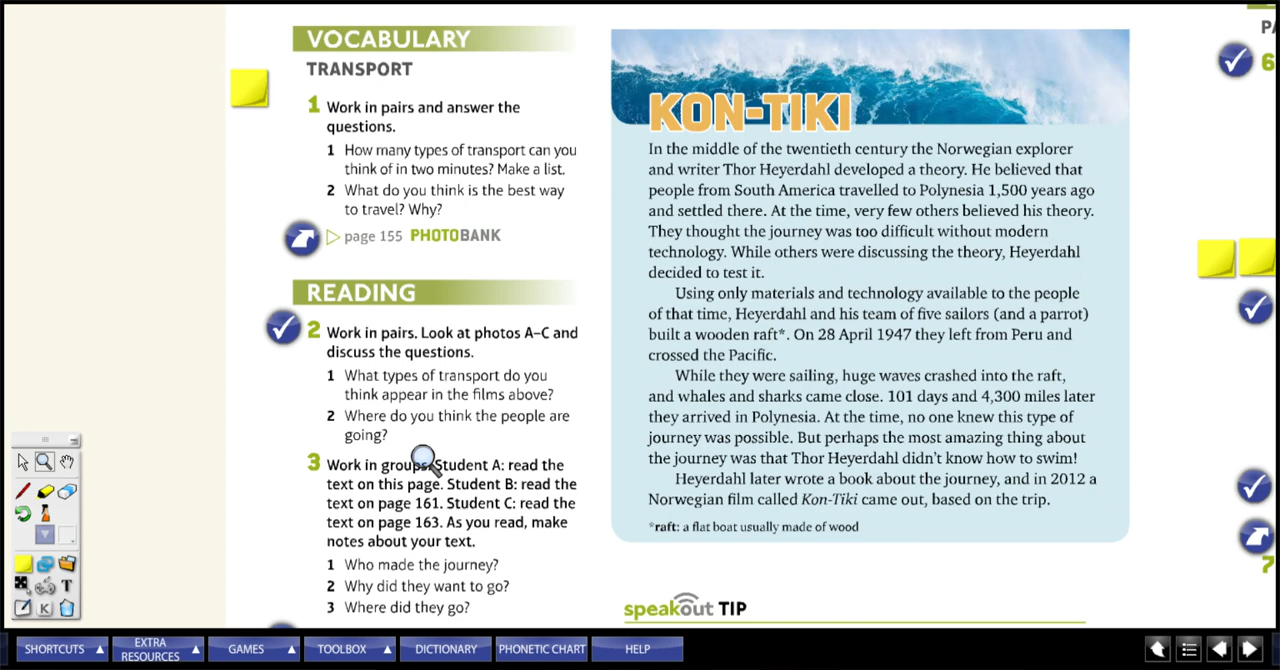 VOCABULARY
TRANSPORT
1 Work in pairs and answer the
questions.
1 How many types of transport can you
think of in two minutes? Make a list.
2 What do you think is the best way
to travel? Why?
page 155 PHOTOBANK
READING
2 Work in pairs. Look at photos A–C and
discuss the questions.
1 What types of transport do you
think appear in the films above?
2 Where do you think the people are
going?
3 Work in groups. Student A: read the
text on this page. Student B: read the
text on page 161. Student C: read the
text on page 163. As you read, make
notes about your text.
1 Who made the journey?
2 Why did they want to go?
3 Where did they go?
KON-TIKI
In the middle of the twentieth century the Norwegian explorer
and writer Thor Heyerdahl developed a theory. He believed that
people from South America travelled to Polynesia 1,500 years ago
and settled there. At the time, very few others believed his theory.
They thought the journey was too difficult without modern
technology. While others were discussing the theory, Heyerdahl
decided to test it.
Using only materials and technology available to the people
of that time, Heyerdahl and his team of five sailors (and a parrot)
built a wooden raft*. On 28 April 1947 they left from Peru and
crossed the Pacific.
While they were sailing, huge waves crashed into the raft,
and whales and sharks came close. 101 days and 4,300 miles later
they arrived in Polynesia. At the time, no one knew this type of
journey was possible. But perhaps the most amazing thing about
the journey was that Thor Heyerdahl didn't know how to swim!
Heyerdahl later wrote a book about the journey, and in 2012 a
Norwegian film called Kon-Tiki came out, based on the trip.
*raft: a flat boat usually made of wood
speakout TIP
6
7
T
K
SHORTCUTS
EXTRA
RESOURCES
GAMES
TOOLBOX
DICTIONARY
PHONETIC CHART
HELP